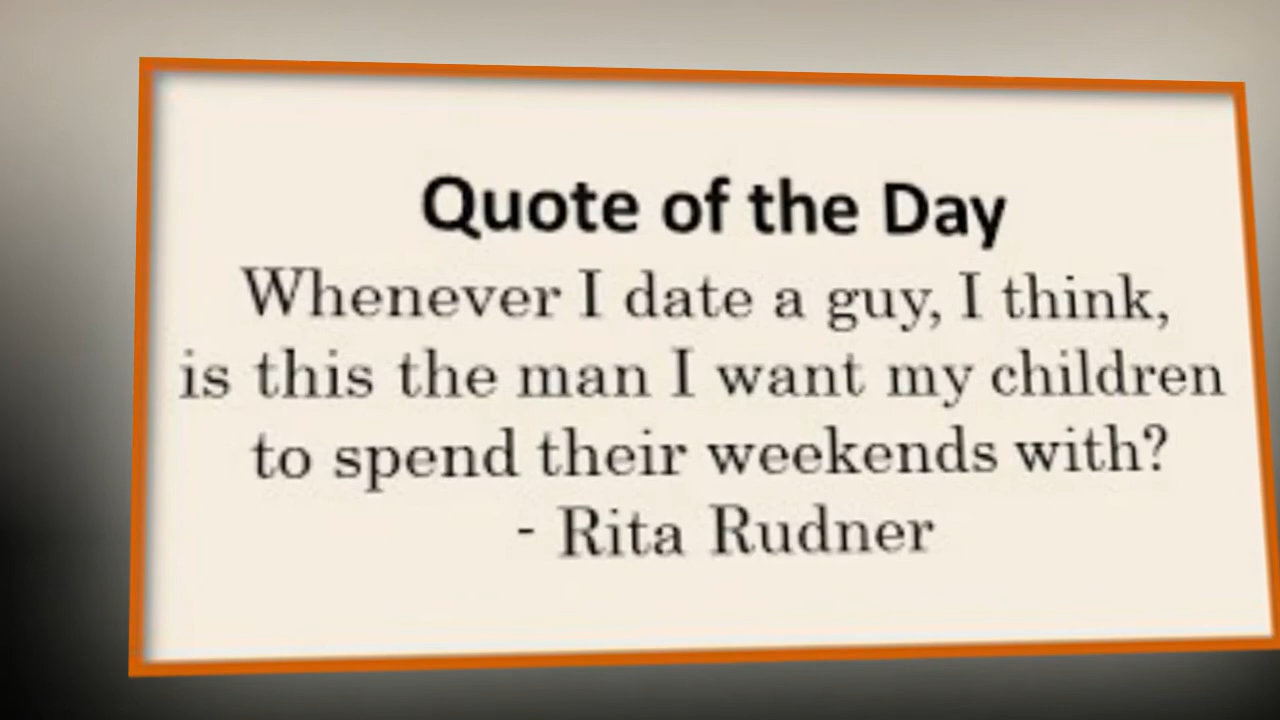 Quote of the Day
Whenever I date a guy, I think,
is this the man I want my children
to spend their weekends with?
- Rita Rudner